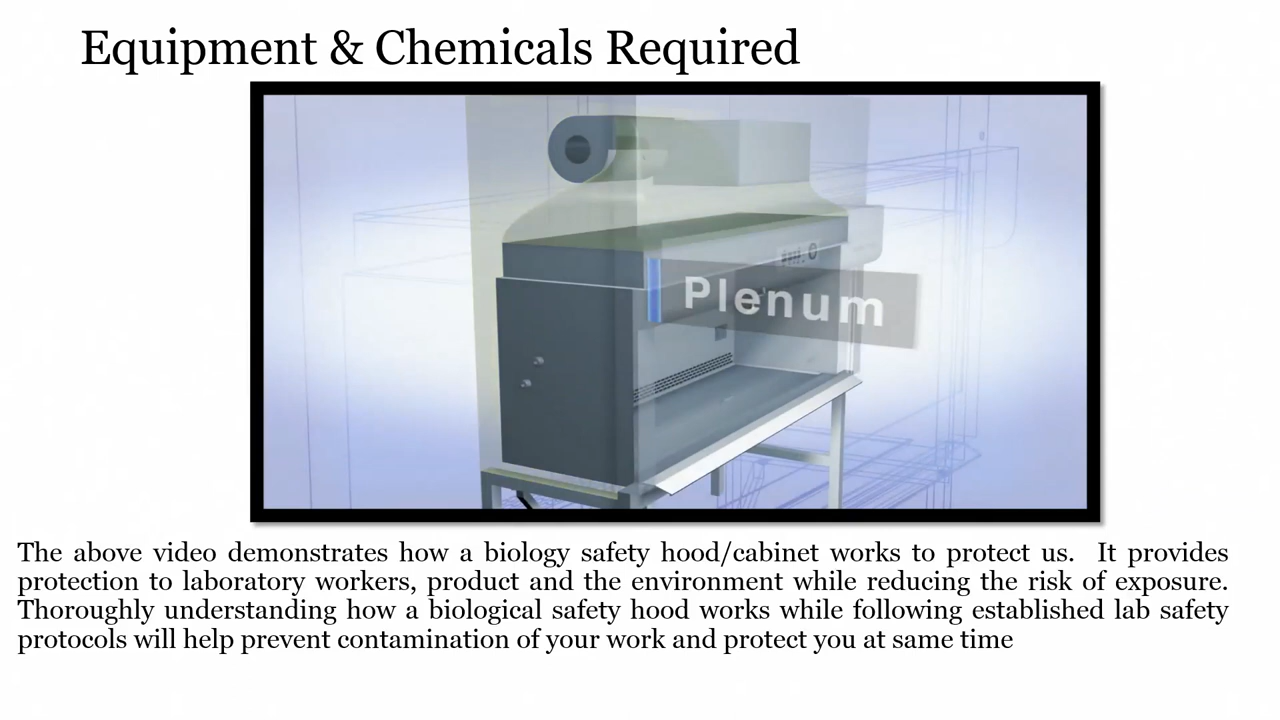 Equipment & Chemicals Required
Plenum
The above video demonstrates how a biology safety hood/cabinet works to protect us. It provides
protection to laboratory workers, product and the environment while reducing the risk of exposure.
Thoroughly understanding how a biological safety hood works while following established lab safety
protocols will help prevent contamination of your work and protect you at same time